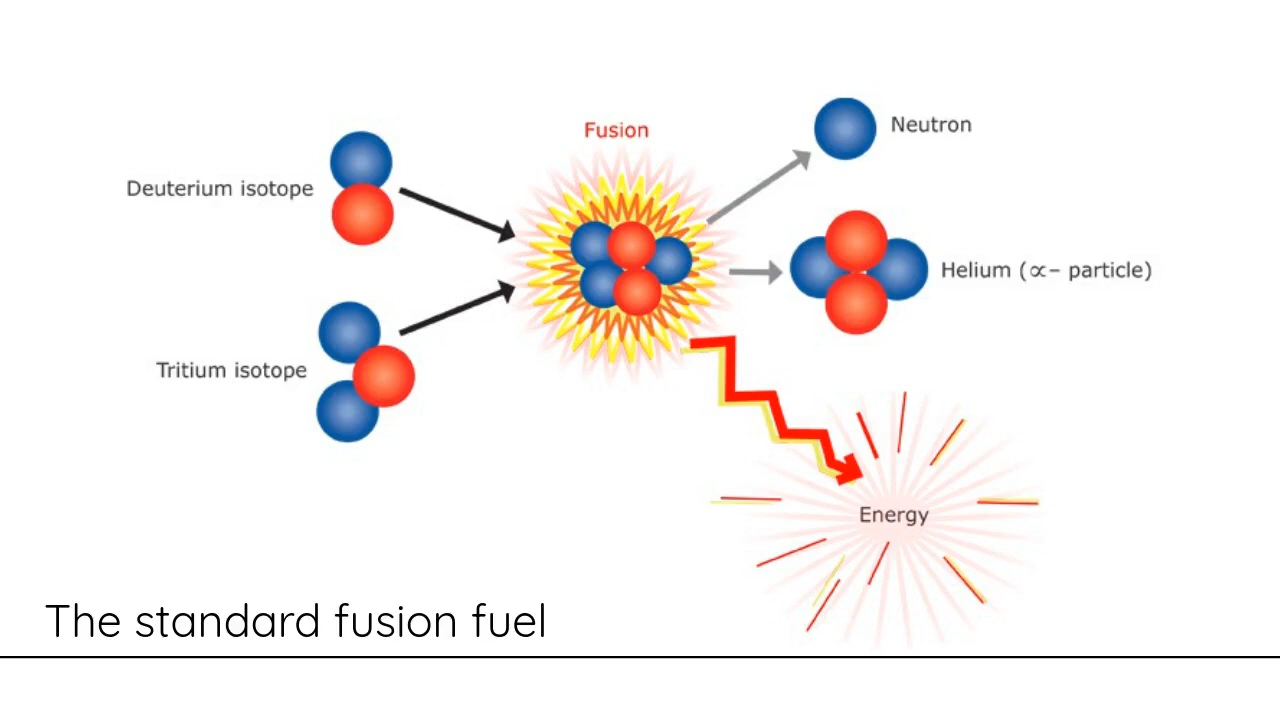 Fusion
Neutron
Deuterium isotope
Helium (∝– particle)
Tritium isotope
Energy
The standard fusion fuel